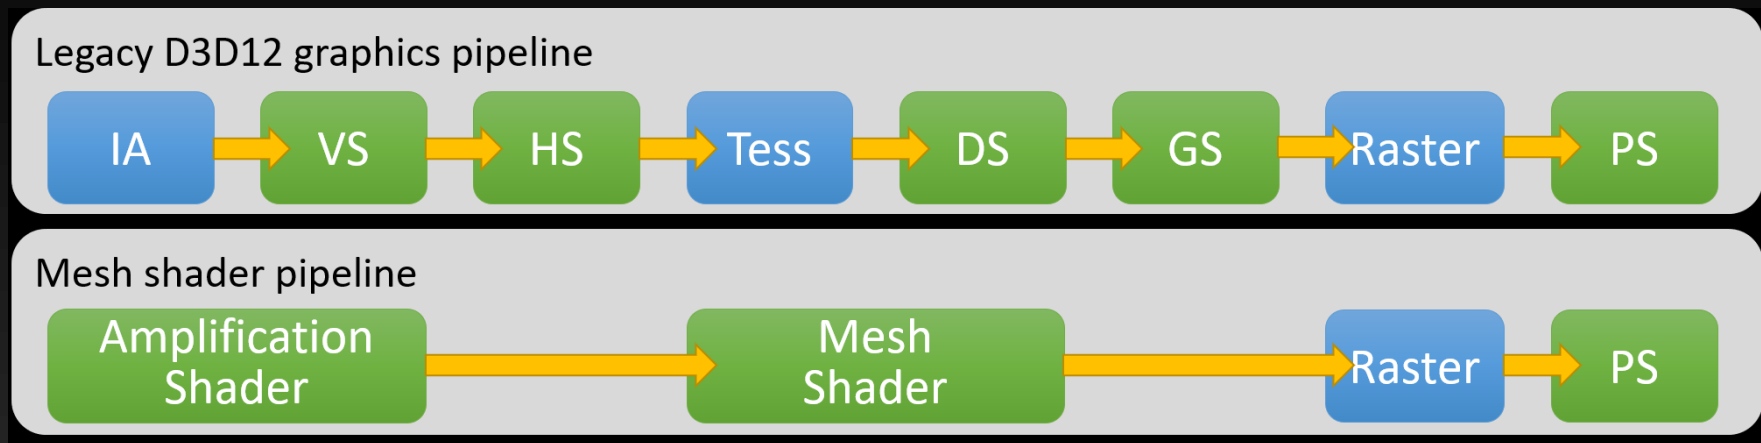 Legacy D3D12 graphics pipeline
IA
VS
HS
Tess
DS
GS
Raster
PS
Mesh shader pipeline
Amplification
Shader
Mesh
Shader
Raster
PS